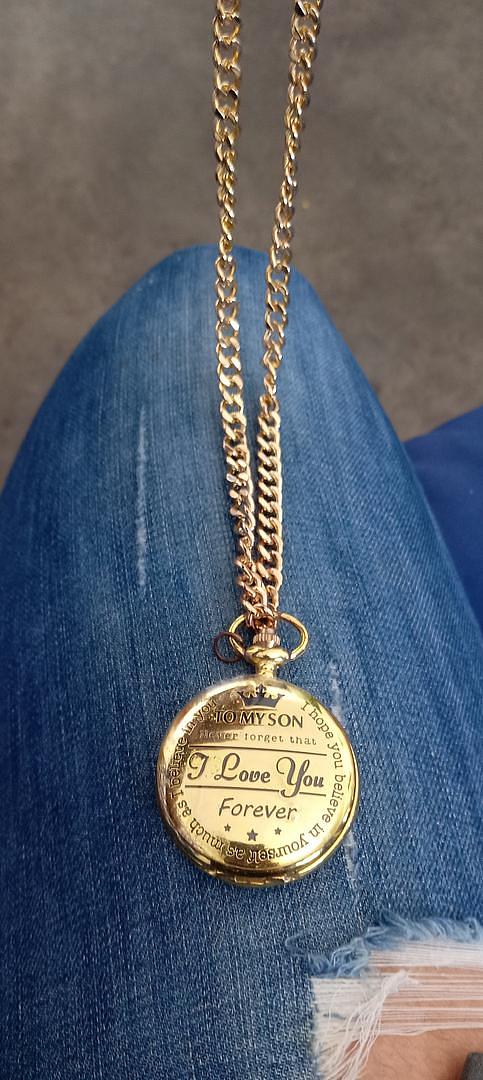 TO MY SON
Never forget that
I Love You
Forever
I hope you believe in yourself as much as I believe in you